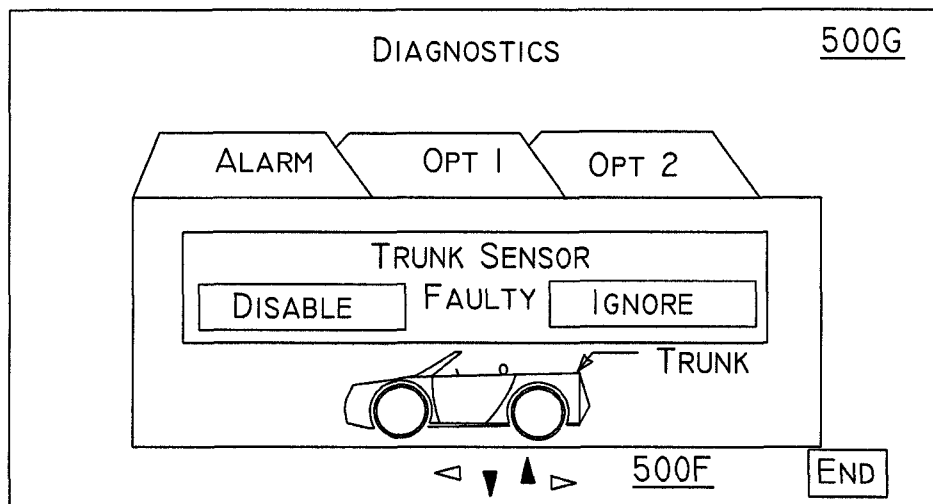 DIAGNOSTICS
500G
ALARM
OPT 1
OPT 2
TRUNK SENSOR
DISABLE
FAULTY
IGNORE
TRUNK
500F
END